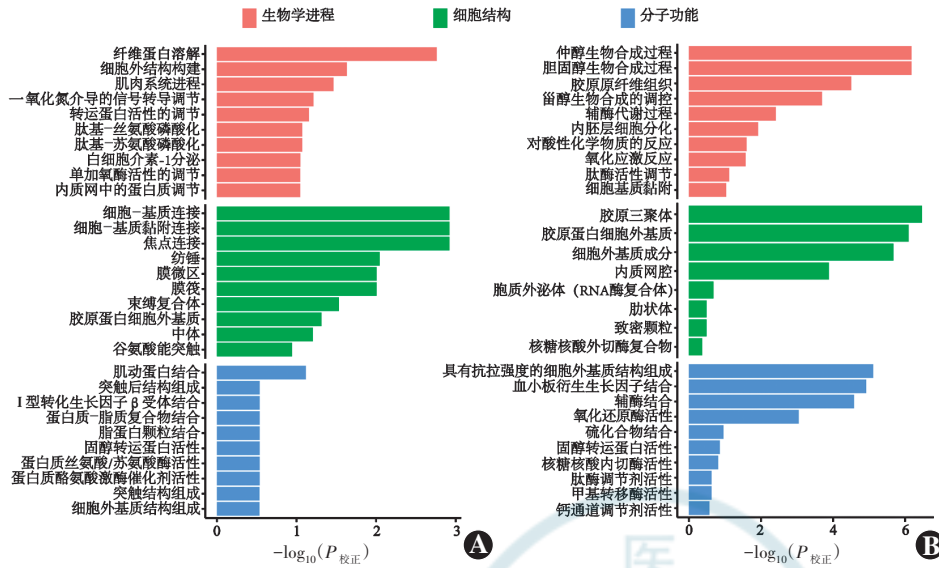 生物学进程
细胞结构
分子功能
纤维蛋白溶解
细胞外结构构建
肌肉系统进程
一氧化氮介导的信号转导调节
转运蛋白活性的调节
肽基-丝氨酸磷酸化
肽基-苏氨酸磷酸化
白细胞介素-1分泌
单加氧酶活性的调节
内质网中的蛋白质调节
细胞-基质连接
细胞-基质黏附连接
焦点连接
纺锤
膜微区
膜筏
束缚复合体
胶原蛋白细胞外基质
中体
谷氨酸能突触
肌动蛋白结合
突触后结构组成
I型转化生长因子β受体结合
蛋白质-脂质复合物结合
脂蛋白颗粒结合
固醇转运蛋白活性
蛋白质丝氨酸/苏氨酸酶活性
蛋白质酪氨酸激酶催化剂活性
突触结构组成
细胞外基质结构组成
0 1 2 3
-log10(P校正)
A
仲醇生物合成过程
胆固醇生物合成过程
胶原原纤维组织
甾醇生物合成的调控
辅酶代谢过程
内胚层细胞分化
对酸性化学物质的反应
氧化应激反应
肽酶活性调节
细胞基质黏附
胶原三聚体
胶原蛋白细胞外基质
细胞外基质成分
内质网腔
胞质外泌体（RNA酶复合体）
肋状体
致密颗粒
核糖核酸外切酶复合物
具有抗拉强度的细胞外基质结构组成
血小板衍生生长因子结合
辅酶结合
氧化还原酶活性
硫化合物结合
固醇转运蛋白活性
核糖核酸内切酶活性
肽酶调节剂活性
甲基转移酶活性
钙通道调节剂活性
0 2 4 6
-log10(P校正)
B
医